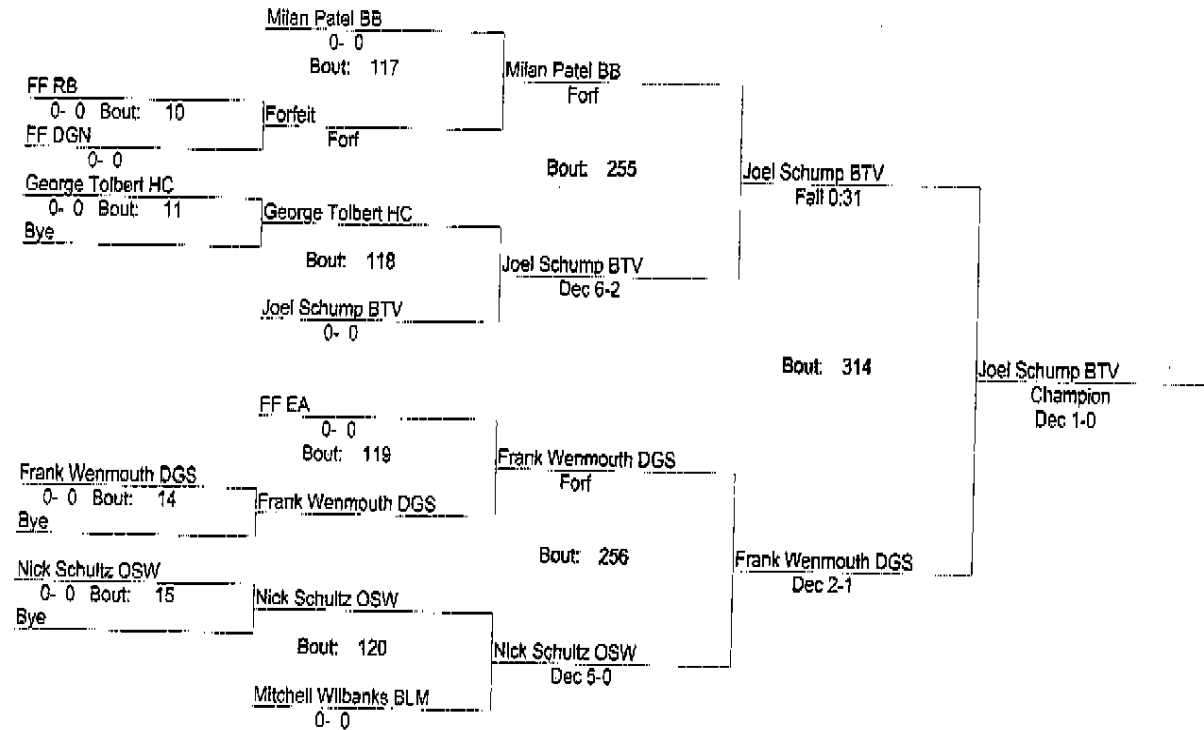 Milan Patel BB
0- 0
Bout: 117
Milan Patel BB
Forf
FF RB
0- 0 Bout: 10
Forfeit
Forf
FF DGN
0- 0
Bout: 255
Joel Schump BTV
Fall 0:31
George Tolbert HC
0- 0 Bout: 11
George Tolbert HC
Bye
Bout: 118
Joel Schump BTV
Dec 6-2
Joel Schump BTV
0- 0
Bout: 314
Joel Schump BTV
Champion
Dec 1-0
FF EA
0- 0
Bout: 119
Frank Wenmouth DGS
Forf
Frank Wenmouth DGS
0- 0 Bout: 14
Frank Wenmouth DGS
Bye
Bout: 256
Frank Wenmouth DGS
Dec 2-1
Nick Schultz OSW
0- 0 Bout: 15
Nick Schultz OSW
Bye
Bout: 120
Nick Schultz OSW
Dec 5-0
Mitchell Wilbanks BLM
0- 0